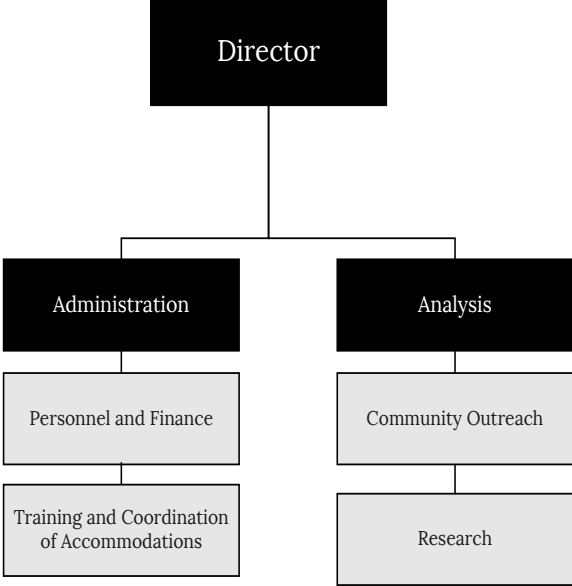 Director
Administration
Analysis
Personnel and Finance
Community Outreach
Training and Coordination
of Accommodations
Research